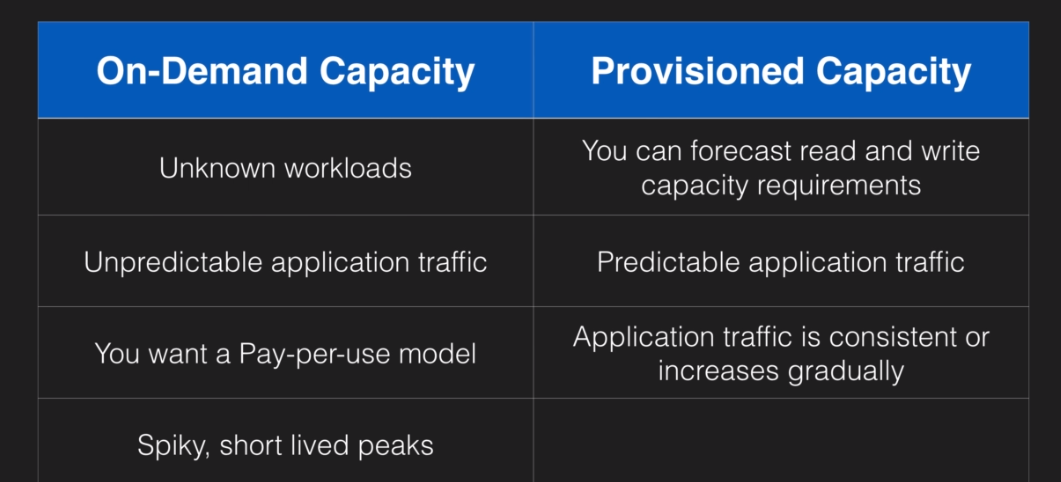 On-Demand Capacity
Provisioned Capacity
Unknown workloads
You can forecast read and write
capacity requirements
Unpredictable application traffic
Predictable application traffic
You want a Pay-per-use model
Application traffic is consistent or
increases gradually
Spiky, short lived peaks